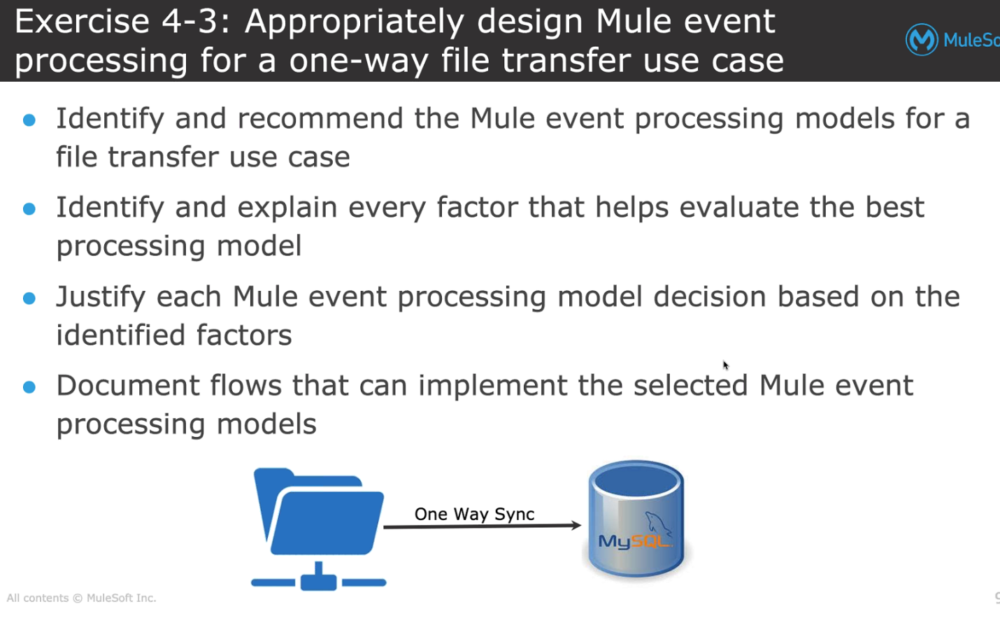 Exercise 4-3: Appropriately design Mule event
processing for a one-way file transfer use case
● Identify and recommend the Mule event processing models for a
file transfer use case
● Identify and explain every factor that helps evaluate the best
processing model
● Justify each Mule event processing model decision based on the
identified factors
● Document flows that can implement the selected Mule event
processing models
One Way Sync
MySQL
All contents © MuleSoft Inc.